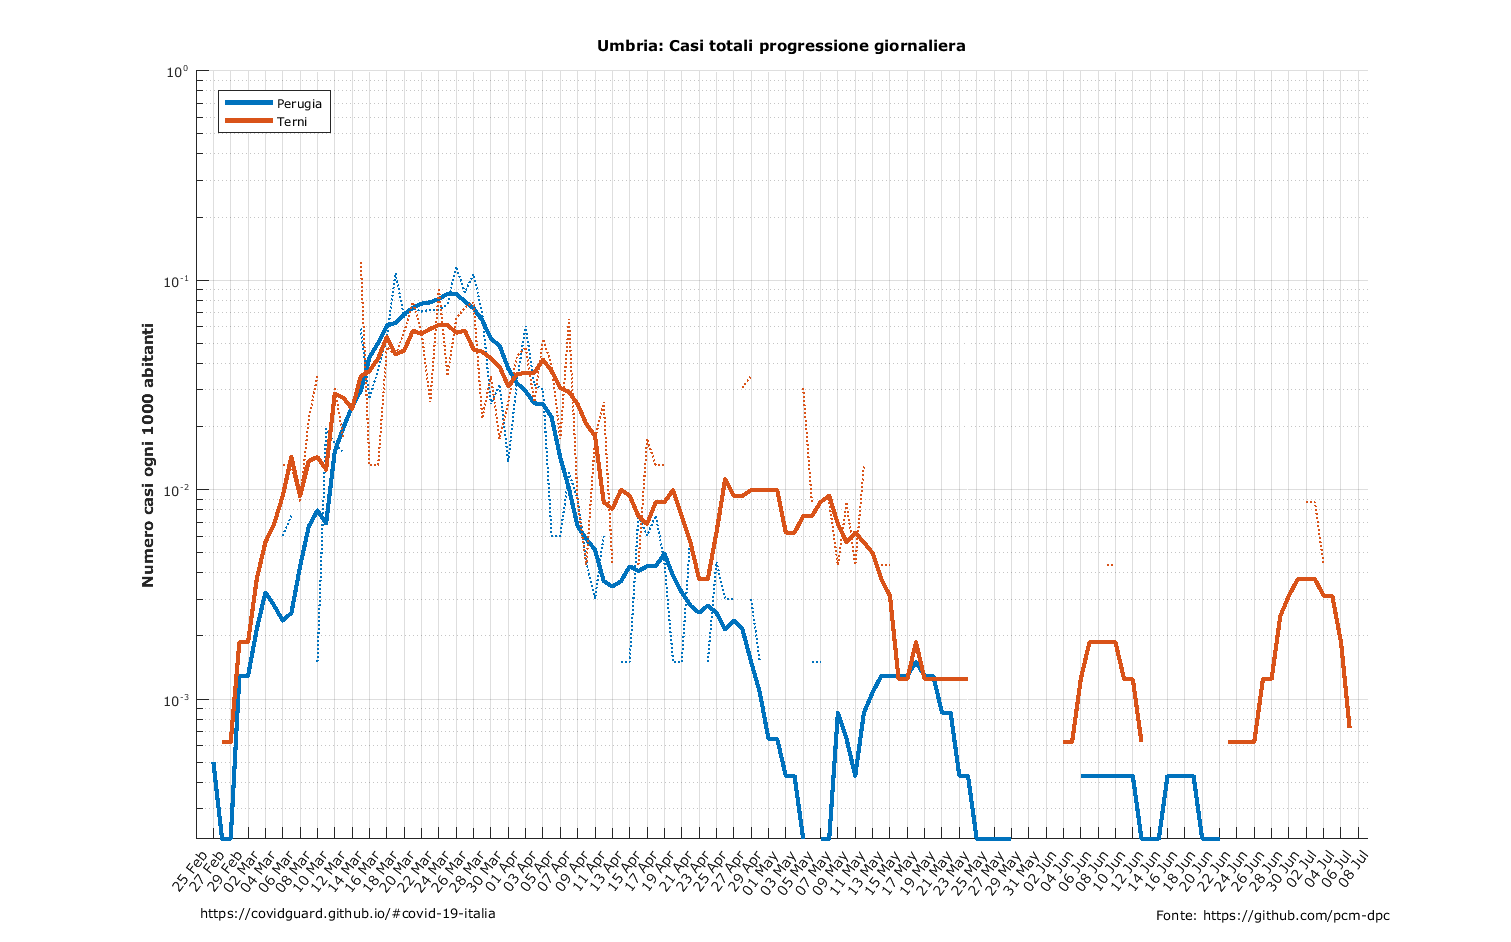 Umbria: Casi totali progressione giornaliera
10⁰
10⁻¹
10⁻²
10⁻³
Numero casi ogni 1000 abitanti
Perugia
Terni
25 Feb
27 Feb
29 Feb
02 Mar
04 Mar
06 Mar
08 Mar
10 Mar
12 Mar
14 Mar
16 Mar
18 Mar
20 Mar
22 Mar
24 Mar
26 Mar
28 Mar
30 Mar
01 Apr
03 Apr
05 Apr
07 Apr
09 Apr
11 Apr
13 Apr
15 Apr
17 Apr
19 Apr
21 Apr
23 Apr
25 Apr
27 Apr
29 Apr
01 May
03 May
05 May
07 May
09 May
11 May
13 May
15 May
17 May
19 May
21 May
23 May
25 May
27 May
29 May
31 May
02 Jun
04 Jun
06 Jun
08 Jun
10 Jun
12 Jun
14 Jun
16 Jun
18 Jun
20 Jun
22 Jun
24 Jun
26 Jun
28 Jun
30 Jun
02 Jul
04 Jul
06 Jul
08 Jul
https://covidguard.github.io/#covid-19-italia
Fonte: https://github.com/pcm-dpc